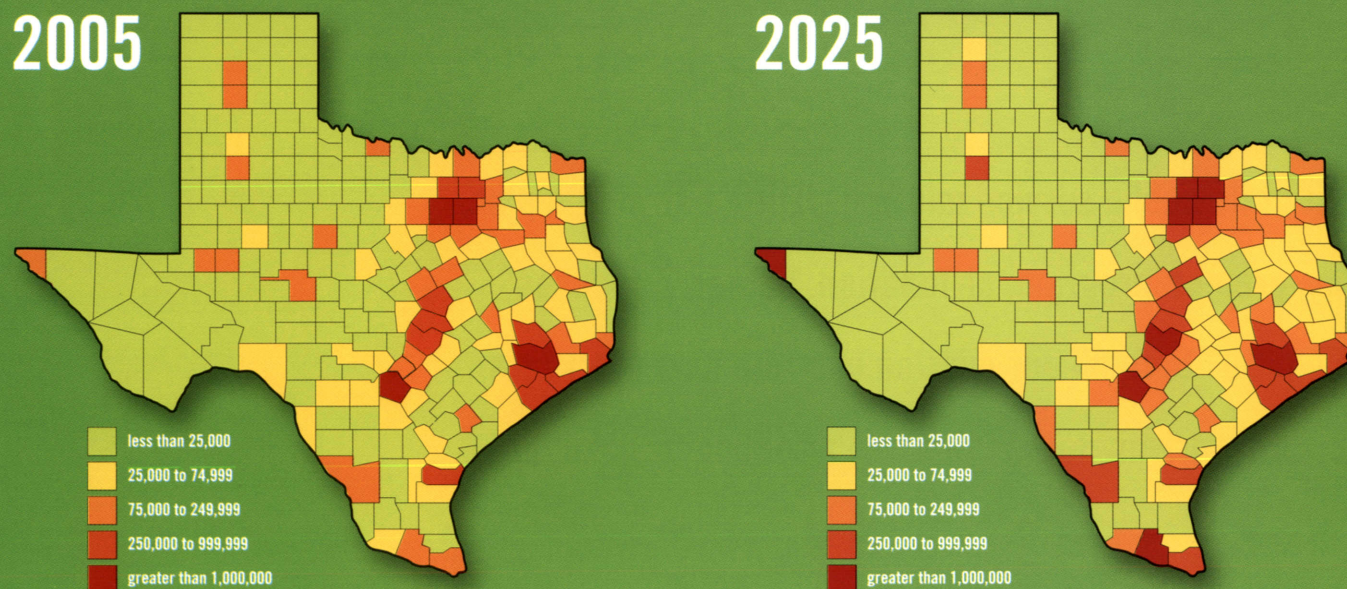 2005
2025
less than 25,000
25,000 to 74,999
75,000 to 249,999
250,000 to 999,999
greater than 1,000,000
less than 25,000
25,000 to 74,999
75,000 to 249,999
250,000 to 999,999
greater than 1,000,000